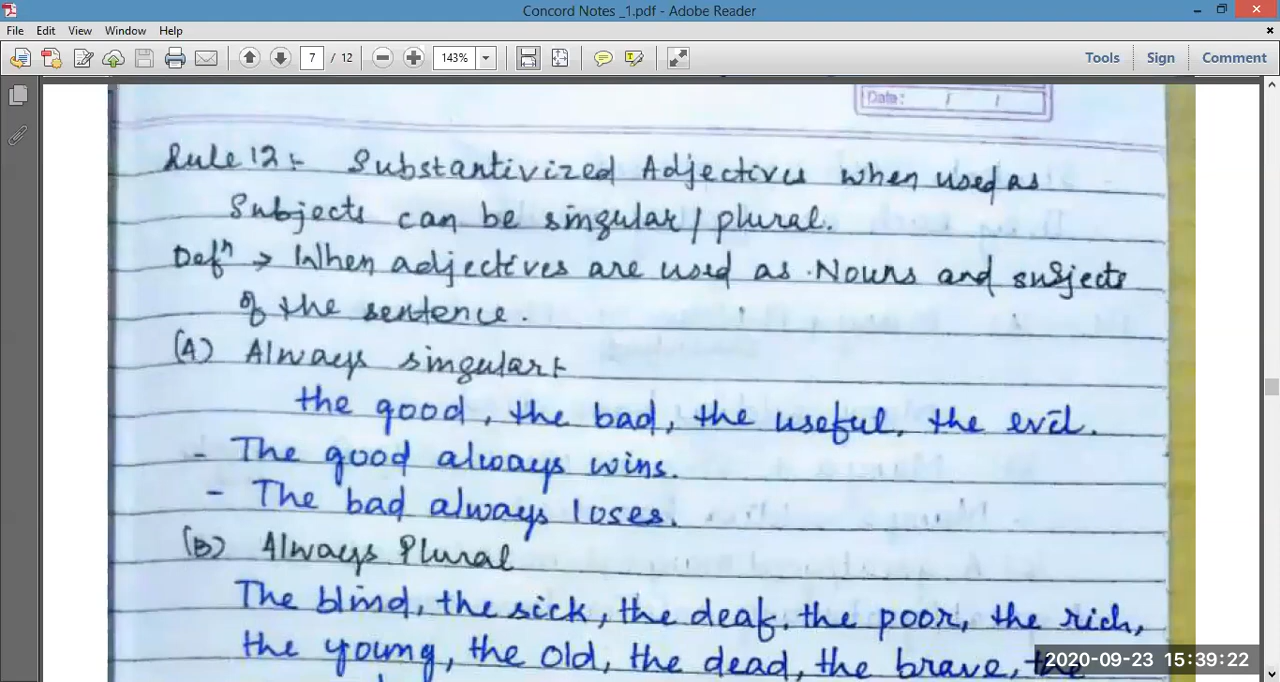 Concord Notes _1.pdf - Adobe Reader
File Edit View Window Help
7 / 12 143% Tools Sign Comment
Date: / /
Rule 12:- Substantivized Adjectives when used as
Subjects can be singular / plural.
Defⁿ → When adjectives are used as Nouns and subjects
of the sentence.
(A) Always singular:-
the good, the bad, the useful, the evil.
- The good always wins.
- The bad always loses.
(B) Always Plural
The blind, the sick, the deaf, the poor, the rich,
the young, the old, the dead, the brave, the
2020-09-23 15:39:22